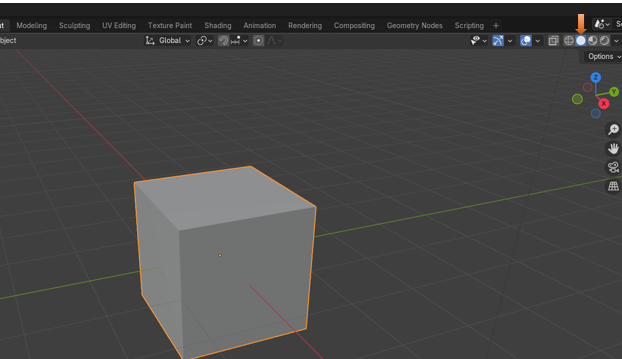 Modeling Sculpting UV Editing Texture Paint Shading Animation Rendering Compositing Geometry Nodes Scripting +
bject Global
Options
Z
Y
X